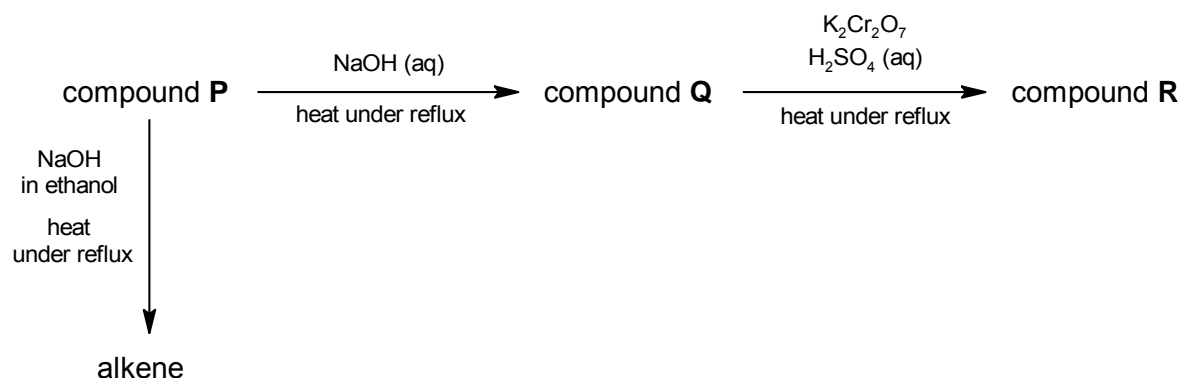 K₂Cr₂O₇
NaOH (aq)
H₂SO₄ (aq)
compound P
compound Q
compound R
heat under reflux
heat under reflux
NaOH
in ethanol
heat
under reflux
alkene